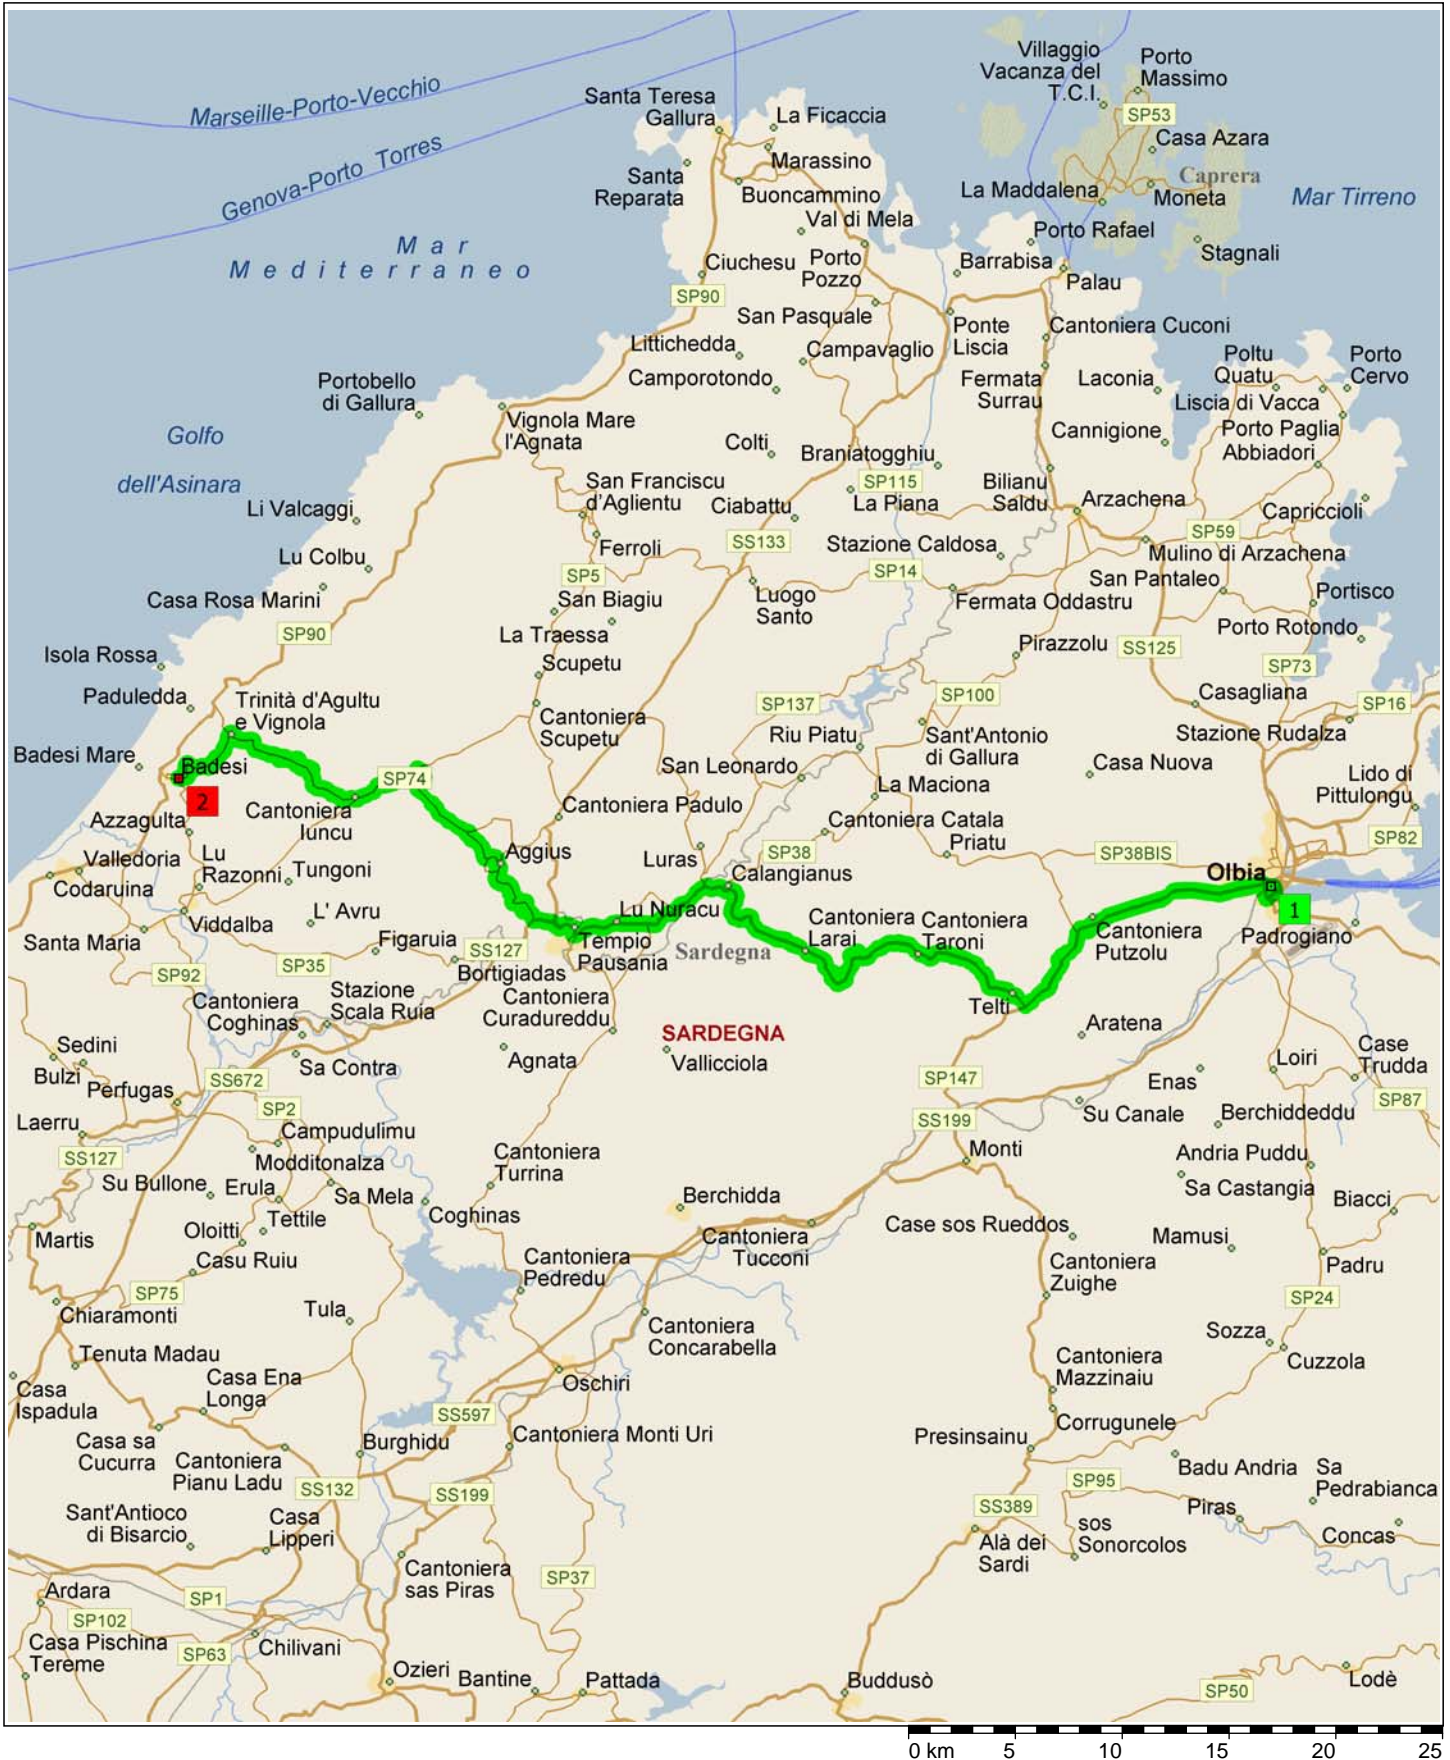 Villaggio
Vacanza del
T.C.I.
Porto
Massimo
Marseille-Porto-Vecchio
Santa Teresa
Gallura
La Ficaccia
SP53
Casa Azara
Genova-Porto Torres
Marassino
Santa
Reparata
Buoncammino
La Maddalena
Caprera
Moneta
Mar Tirreno
Val di Mela
Porto Rafael
Mar
Mediterraneo
Stagnali
Ciuchesu
Porto
Pozzo
Barrabisa
Palau
SP90
San Pasquale
Ponte
Liscia
Cantoniera Cuconi
Littichedda
Campavaglio
Poltu
Quatu
Porto
Cervo
Portobello
di Gallura
Camporotondo
Fermata
Surrau
Laconia
Liscia di Vacca
Vignola Mare
l'Agnata
Golfo
dell'Asinara
Colti
Braniatogghiu
Cannigione
Porto Paglia
Abbiadori
San Franciscu
d'Aglientu
SP115
Bilianu
Saldu
Li Valcaggi
Ciabattu
La Piana
Arzachena
Capriccioli
Ferroli
SS133
Stazione Caldosa
SP59
Mulino di Arzachena
Lu Colbu
SP5
SP14
San Pantaleo
Casa Rosa Marini
San Biagiu
Luogo
Santo
Fermata Oddastru
Portisco
SP90
La Traessa
Porto Rotondo
Isola Rossa
Scupetu
Pirazzolu
SS125
SP73
Paduledda
Trinità d'Agultu
e Vignola
Cantoniera
Scupetu
SP137
SP100
Casagliana
SP16
Badesi Mare
Riu Piatu
Sant'Antonio
di Gallura
Stazione Rudalza
Badesi
SP74
San Leonardo
Casa Nuova
Lido di
Pittulongu
2
La Maciona
Azzagulta
Cantoniera
Iuncu
Cantoniera Padulo
Cantoniera Catala
Priatu
SP82
Valledoria
Lu
Razonni
Tungoni
Aggius
Luras
SP38
SP38BIS
Codaruina
Calangianus
Olbia
1
Viddalba
L' Avru
Lu Nuracu
Santa Maria
Figaruia
SS127
Tempio
Pausania
Sardegna
Cantoniera
Larai
Cantoniera
Taroni
Cantoniera
Putzolu
Padrogiano
SP92
SP35
Bortigiadas
Cantoniera
Coghinas
Stazione
Scala Ruia
Cantoniera
Curadureddu
Telti
SARDEGNA
Aratena
Sedini
Bulzi
Sa Contra
Agnata
Vallicciola
Loiri
Case
Trudda
Perfugas
SS672
SP147
Enas
SP2
SP87
Laerru
SS199
Su Canale
Berchiddeddu
Campudulimu
SS127
Modditonalza
Cantoniera
Turrina
Monti
Andria Puddu
Su Bullone
Erula
Sa Mela
Sa Castangia
Berchidda
Biacci
Tettile
Coghinas
Martis
Oloitti
Cantoniera
Tucconi
Case sos Rueddos
Mamusi
Casu Ruiu
Cantoniera
Pedredu
Cantoniera
Zuighe
Padru
SP75
SP24
Chiaramonti
Tula
Cantoniera
Concarabella
Sozza
Cuzzola
Tenuta Madau
Casa
Ispadula
Casa Ena
Longa
Oschiri
Cantoniera
Mazzinaiu
SS597
Casa sa
Cucurra
Cantoniera
Pianu Ladu
Burghidu
Cantoniera Monti Uri
Corrugunele
Presinsainu
Badu Andria
Sa
Pedrabianca
SS132
SS199
SP95
Sant'Antioco
di Bisarcio
Casa
Lipperi
SS389
Piras
Alà dei
Sardi
sos
Sonorcolos
Concas
Cantoniera
sas Piras
Ardara
SP1
SP37
SP102
Casa Pischina
Tereme
SP63
Chilivani
Ozieri
Bantine
Pattada
Buddusò
SP50
Lodè
0 km 5 10 15 20 25